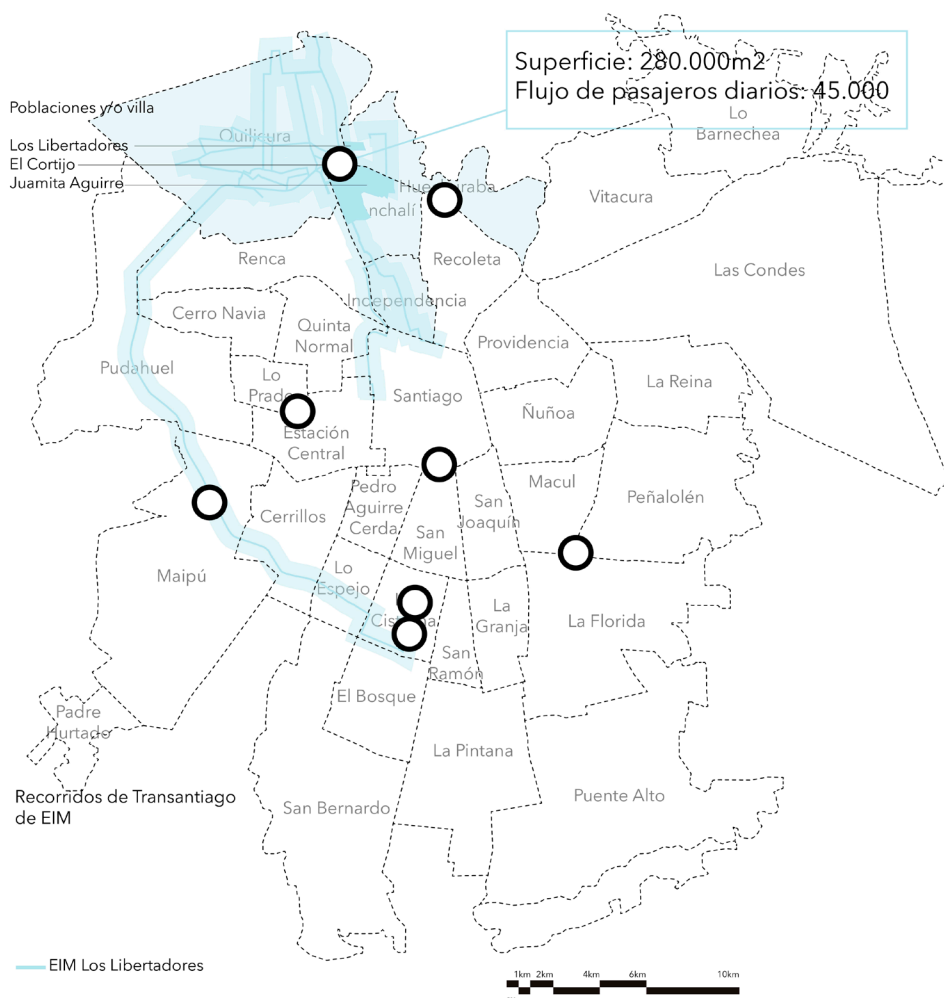 Superficie: 280.000m2
Flujo de pasajeros diarios: 45.000
Poblaciones y/o villa
Los Libertadores
El Cortijo
Juamita Aguirre
Quilicura
Lo
Barnechea
Vitacura
Las Condes
Renca
Recoleta
Independencia
Cerro Navia
Quinta
Normal
Providencia
Pudahuel
Lo
Prado
La Reina
Santiago
Ñuñoa
Estación
Central
Macul
Pedro
Aguirre
Cerda
San
Joaquín
Peñalolén
Cerrillos
San
Miguel
Maipú
Lo
Espejo
La
Granja
La Florida
San
Ramón
El Bosque
Padre
Hurtado
La Pintana
Recorridos de Transantiago
de EIM
San Bernardo
Puente Alto
EIM Los Libertadores
1km 2km 4km 6km 10km